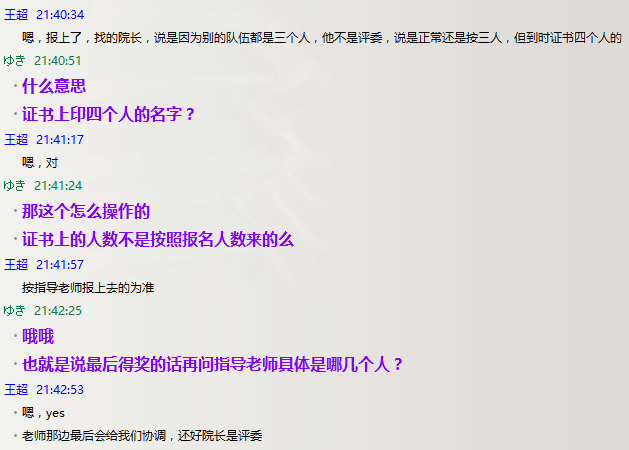 王超 21:40:34
嗯，报上了，找的院长，说是因为别的队伍都是三个人，他不是评委，说是正常还是按三人，但到时证书四个人的
ゆき 21:40:51
· 什么意思
· 证书上印四个人的名字？
王超 21:41:17
嗯，对
ゆき 21:41:24
· 那这个怎么操作的
· 证书上的人数不是按照报名人数来的么
王超 21:41:57
按指导老师报上去的为准
ゆき 21:42:25
· 哦哦
· 也就是说最后得奖的话再问指导老师具体是哪几个人？
王超 21:42:53
· 嗯，yes
· 老师那边最后会给我们协调，还好院长是评委